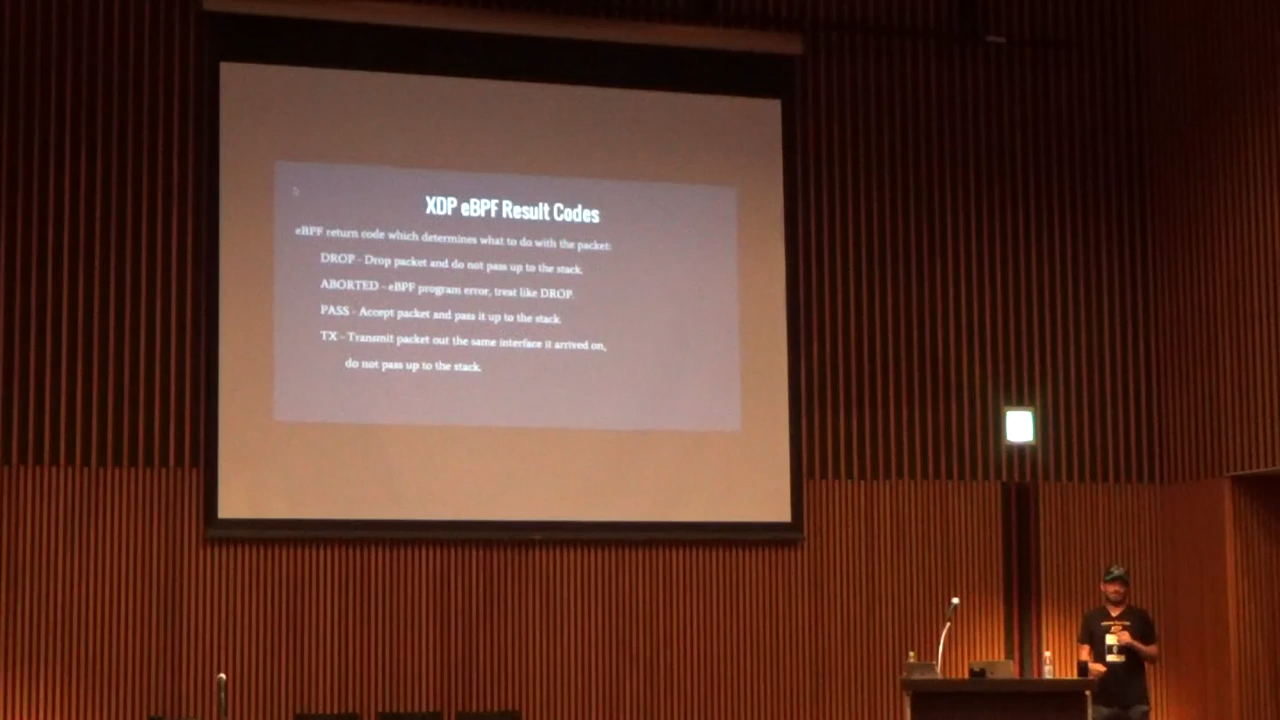 XDP eBPF Result Codes
eBPF return code which determines what to do with the packet:
DROP - Drop packet and do not pass up to the stack.
ABORTED - eBPF program error, treat like DROP.
PASS - Accept packet and pass it up to the stack.
TX - Transmit packet out the same interface it arrived on,
do not pass up to the stack.